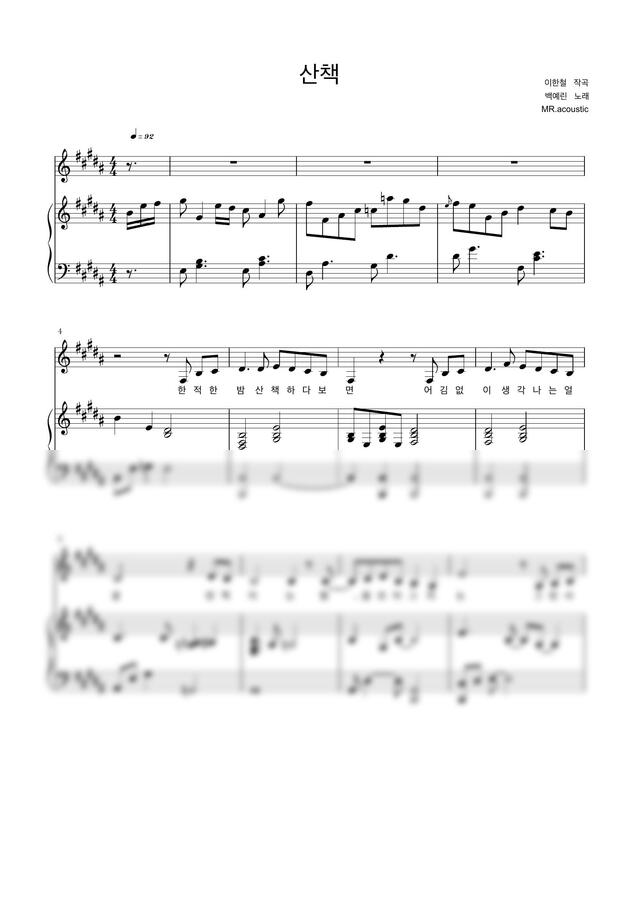 산책
이한철 작곡
백예린 노래
MR.acoustic
♩ = 92
4
한 적 한 밤 산 책 하 다 보 면 어 김 없 이 생 각 나 는 얼